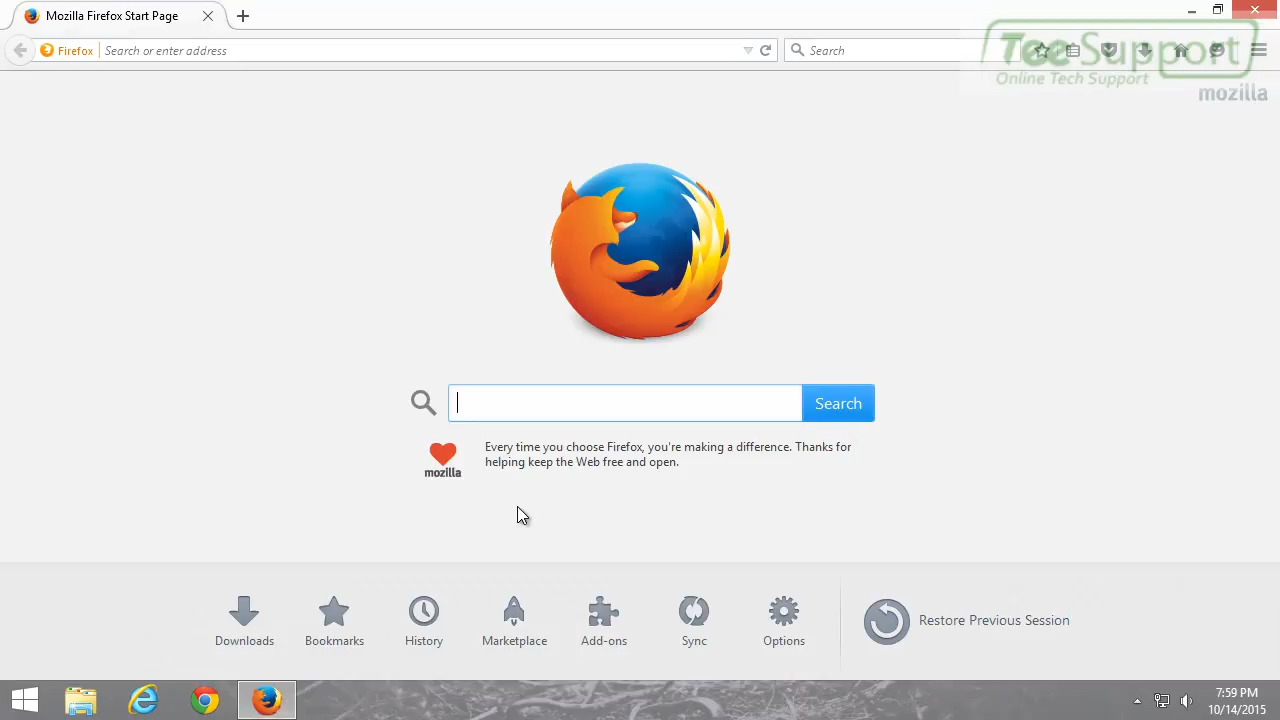 Mozilla Firefox Start Page
Firefox
Search or enter address
Search
TeeSupport
Online Tech Support
mozilla
Search
mozilla
Every time you choose Firefox, you're making a difference. Thanks for
helping keep the Web free and open.
Downloads
Bookmarks
History
Marketplace
Add-ons
Sync
Options
Restore Previous Session
7:59 PM
10/14/2015